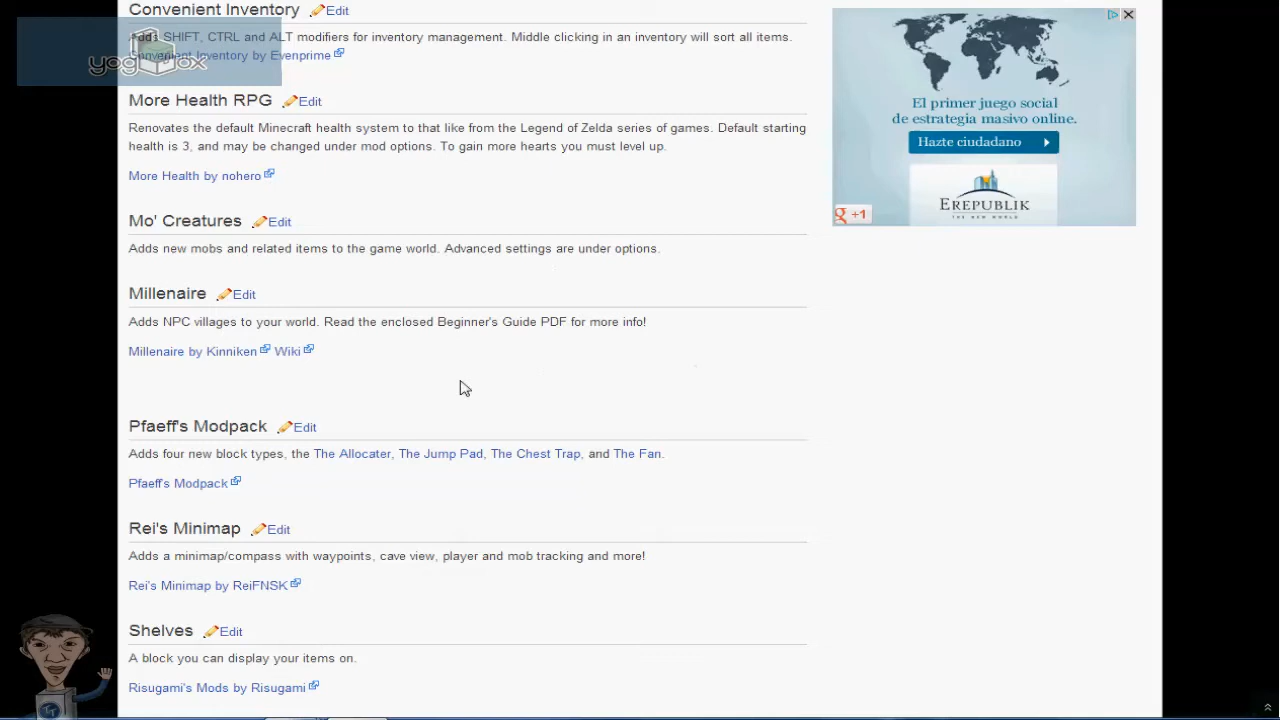 Convenient Inventory Edit
Adds SHIFT, CTRL and ALT modifiers for inventory management. Middle clicking in an inventory will sort all items.
Convenient Inventory by Evenprime
yogbox
More Health RPG Edit
Renovates the default Minecraft health system to that like from the Legend of Zelda series of games. Default starting
health is 3, and may be changed under mod options. To gain more hearts you must level up.
More Health by nohero
Mo' Creatures Edit
Adds new mobs and related items to the game world. Advanced settings are under options.
Millenaire Edit
Adds NPC villages to your world. Read the enclosed Beginner's Guide PDF for more info!
Millenaire by Kinniken Wiki
Pfaeff's Modpack Edit
Adds four new block types, the The Allocater, The Jump Pad, The Chest Trap, and The Fan.
Pfaeff's Modpack
Rei's Minimap Edit
Adds a minimap/compass with waypoints, cave view, player and mob tracking and more!
Rei's Minimap by ReiFNSK
Shelves Edit
A block you can display your items on.
Risugami's Mods by Risugami
El primer juego social
de estrategia masivo online.
Hazte ciudadano
EREPUBLIK
THE NEW WORLD
g +1
TT